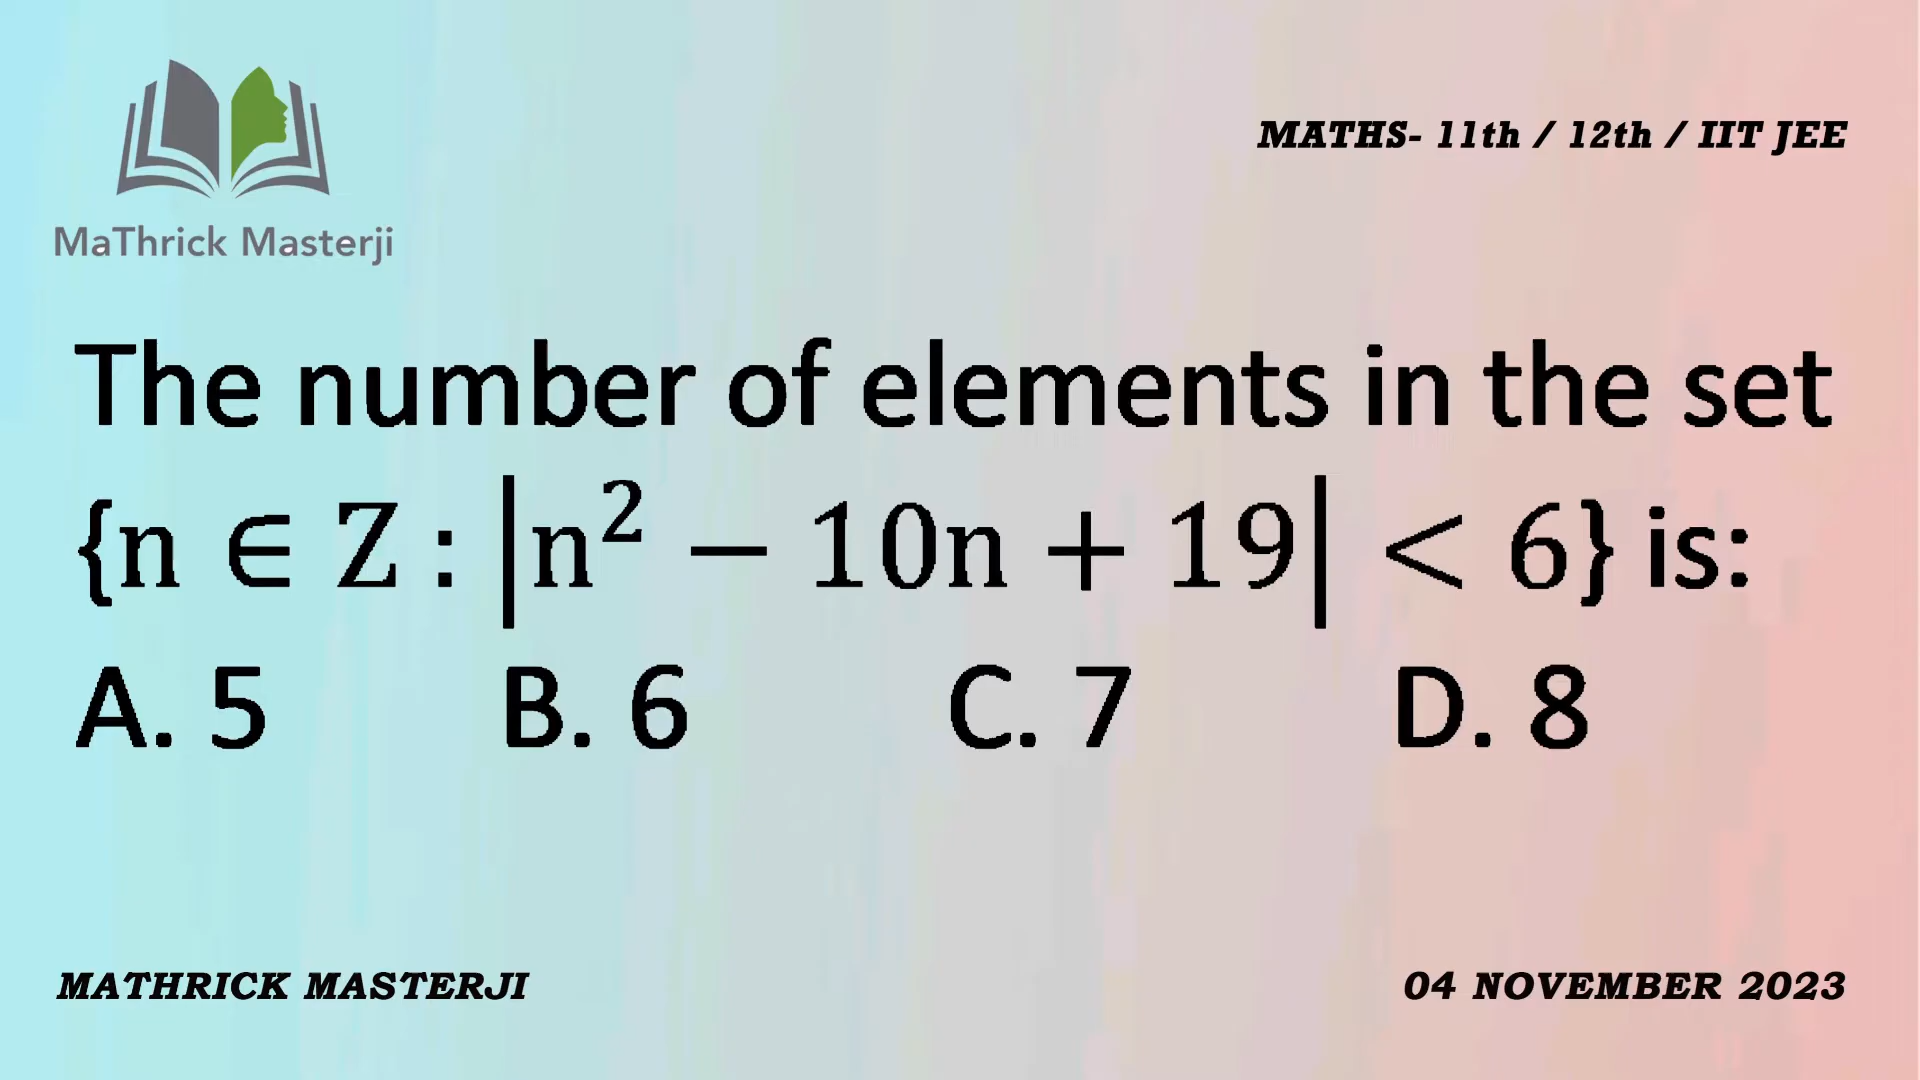 MaThrick Masterji
MATHS- 11th / 12th / IIT JEE
The number of elements in the set
{n ∈ Z : |n² − 10n + 19| < 6} is:
A. 5 B. 6 C. 7 D. 8
MATHRICK MASTERJI
04 NOVEMBER 2023